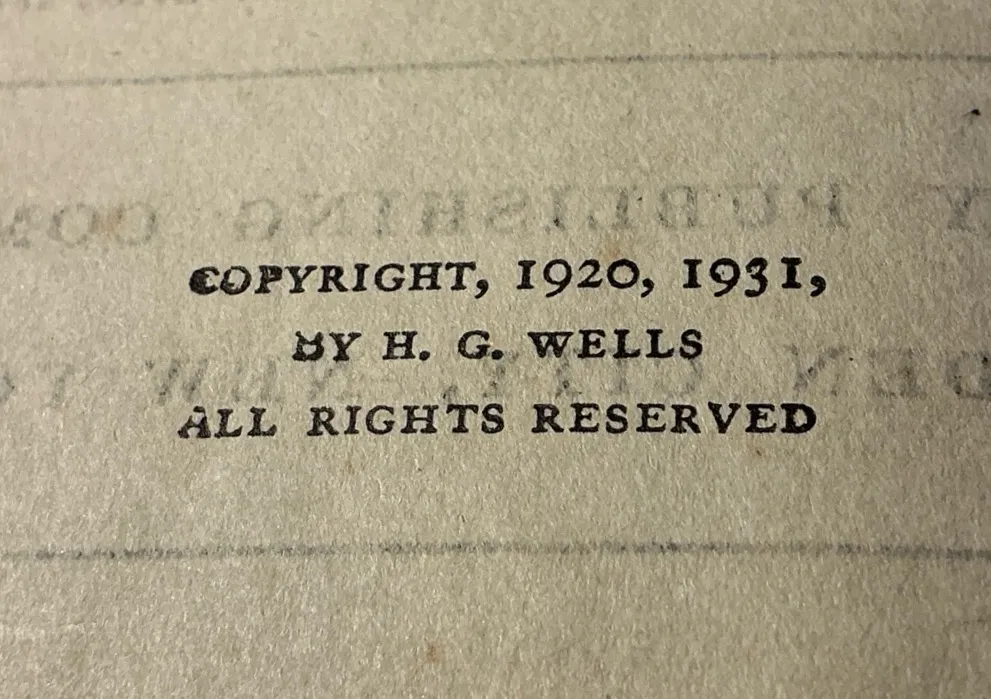 COPYRIGHT, 1920, 1931,
BY H. G. WELLS
ALL RIGHTS RESERVED